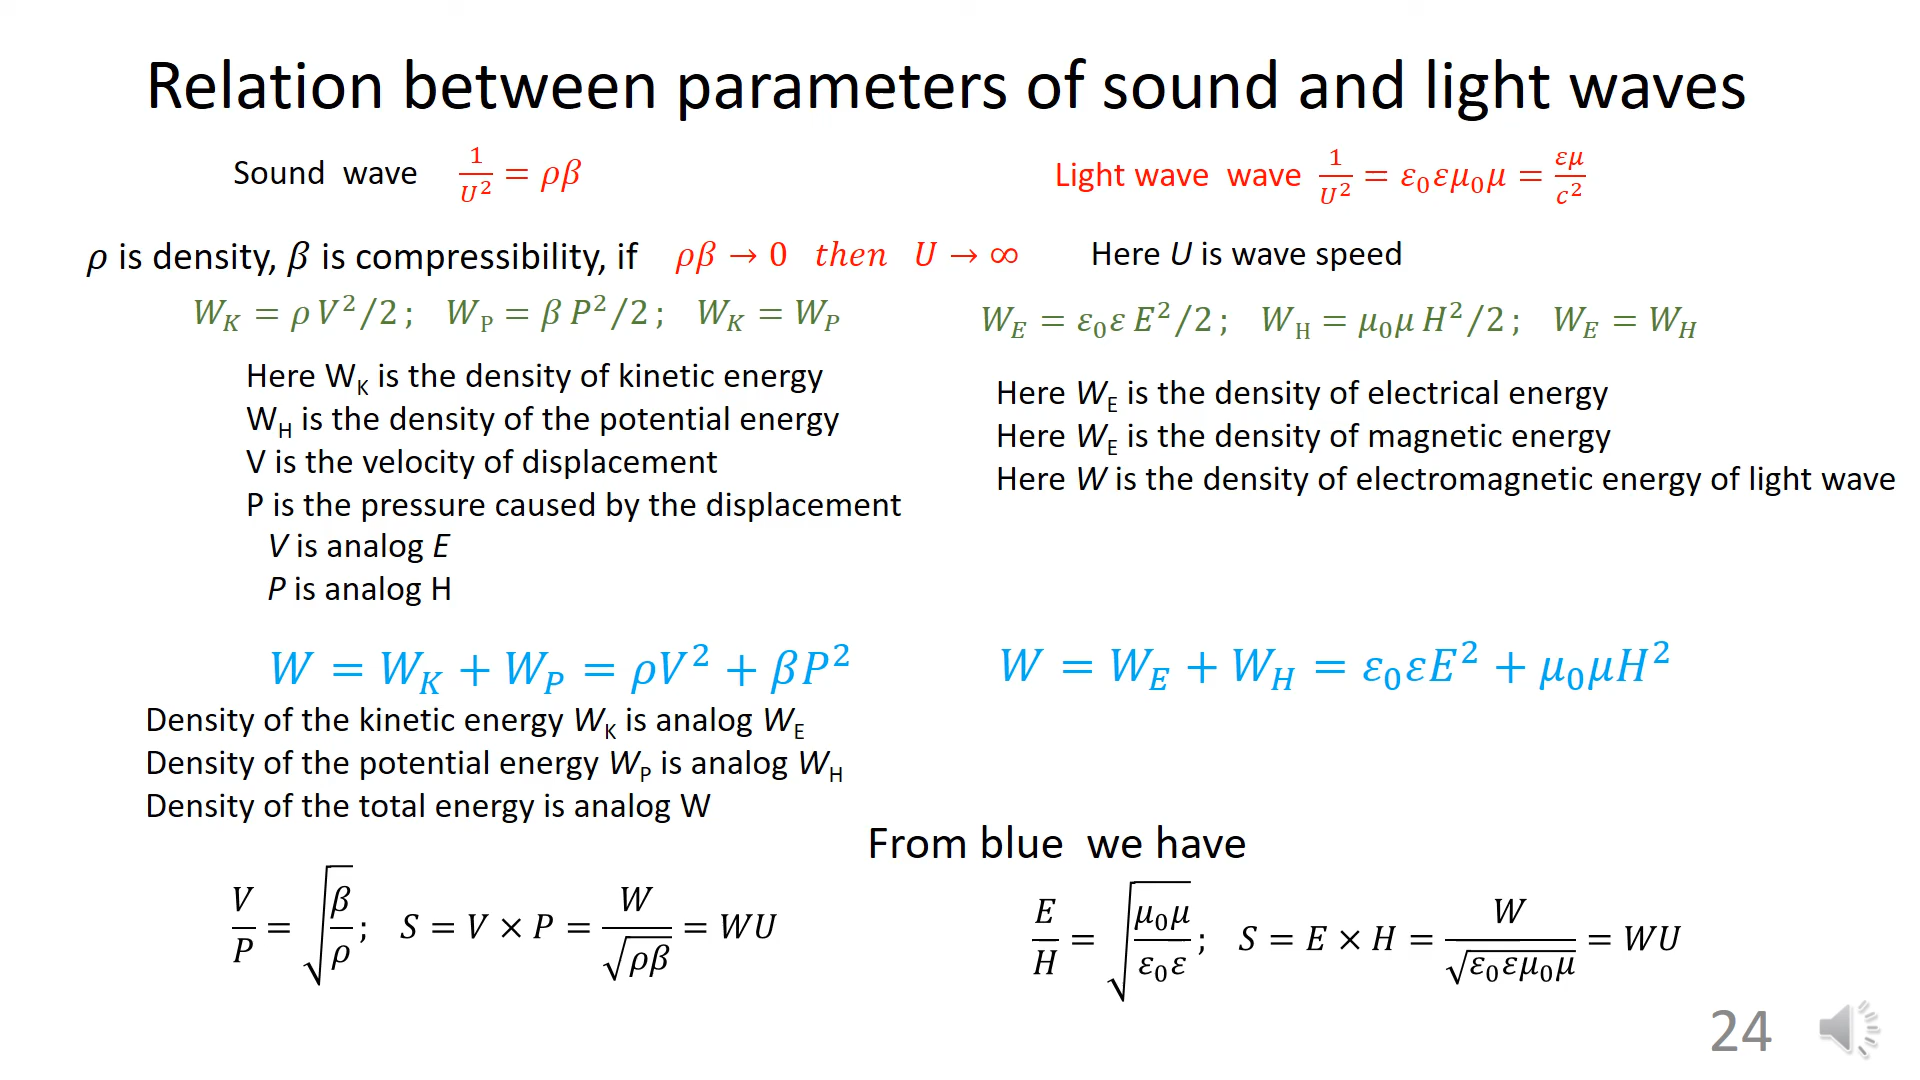 Relation between parameters of sound and light waves
Sound wave 1/U² = ρβ
Light wave wave 1/U² = ε₀εμ₀μ = εμ/c²
ρ is density, β is compressibility, if ρβ → 0 then U → ∞
Here U is wave speed
W_K = ρ V²/2 ; W_P = β P²/2 ; W_K = W_P
W_E = ε₀ε E²/2 ; W_H = μ₀μ H²/2 ; W_E = W_H
Here W_K is the density of kinetic energy
W_H is the density of the potential energy
V is the velocity of displacement
P is the pressure caused by the displacement
V is analog E
P is analog H
Here W_E is the density of electrical energy
Here W_E is the density of magnetic energy
Here W is the density of electromagnetic energy of light wave
W = W_K + W_P = ρV² + βP²
W = W_E + W_H = ε₀εE² + μ₀μH²
Density of the kinetic energy W_K is analog W_E
Density of the potential energy W_P is analog W_H
Density of the total energy is analog W
From blue we have
V/P = √(β/ρ) ; S = V × P = W/√(ρβ) = WU
E/H = √(μ₀μ/ε₀ε) ; S = E × H = W/√(ε₀εμ₀μ) = WU
24